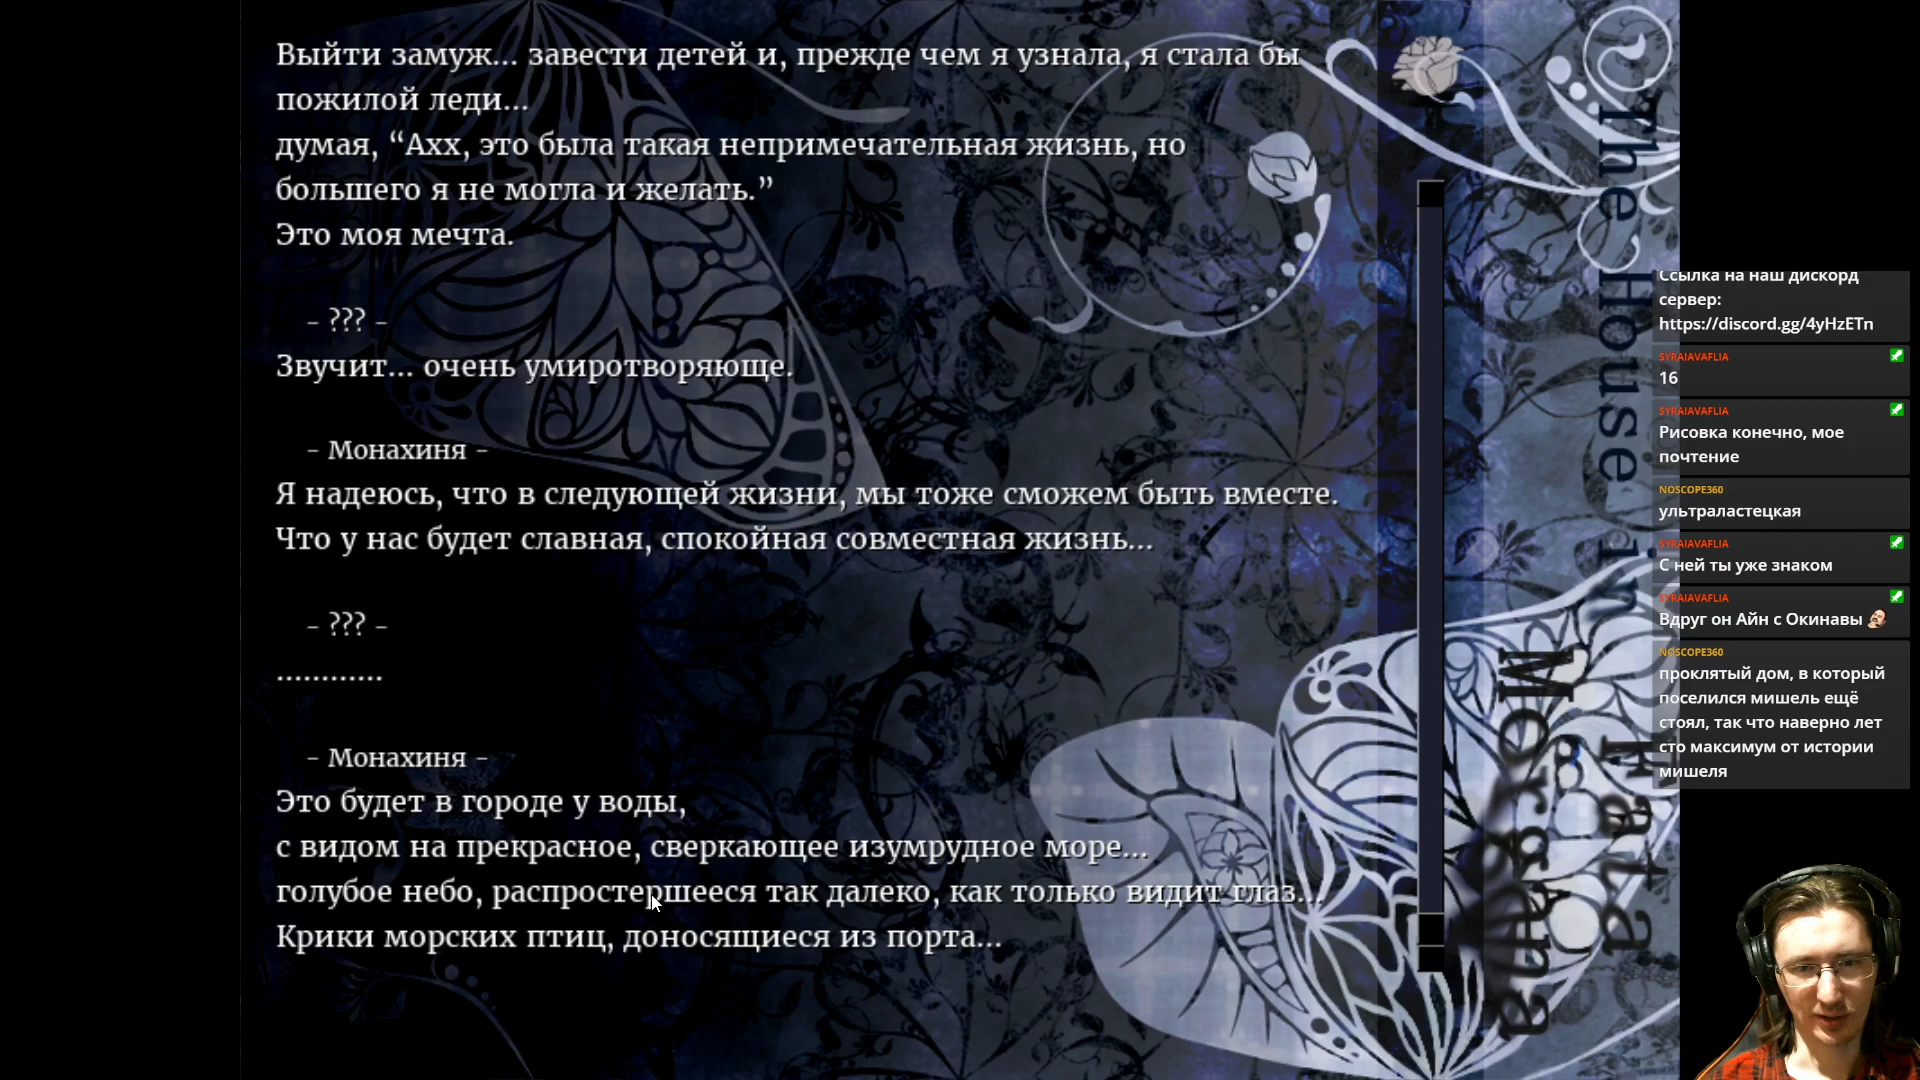 Выйти замуж... завести детей и, прежде чем я узнала, я стала бы
пожилой леди...
думая, “Ахх, это была такая непримечательная жизнь, но
большего я не могла и желать.”
Это моя мечта.
- ??? -
Звучит... очень умиротворяюще.
- Монахиня -
Я надеюсь, что в следующей жизни, мы тоже сможем быть вместе.
Что у нас будет славная, спокойная совместная жизнь...
- ??? -
............
- Монахиня -
Это будет в городе у воды,
с видом на прекрасное, сверкающее изумрудное море...
голубое небо, распростершееся так далеко, как только видит глаз...
Крики морских птиц, доносящиеся из порта...
The House in
Fata
Morgana
Ссылка на наш дискорд
сервер:
https://discord.gg/4yHzETn
SYRAIAVAFLIA
16
SYRAIAVAFLIA
Рисовка конечно, мое
почтение
NOSCOPE360
ультраластецкая
SYRAIAVAFLIA
С ней ты уже знаком
SYRAIAVAFLIA
Вдруг он Айн с Окинавы
NOSCOPE360
проклятый дом, в который
поселился мишель ещё
стоял, так что наверно лет
сто максимум от истории
мишеля